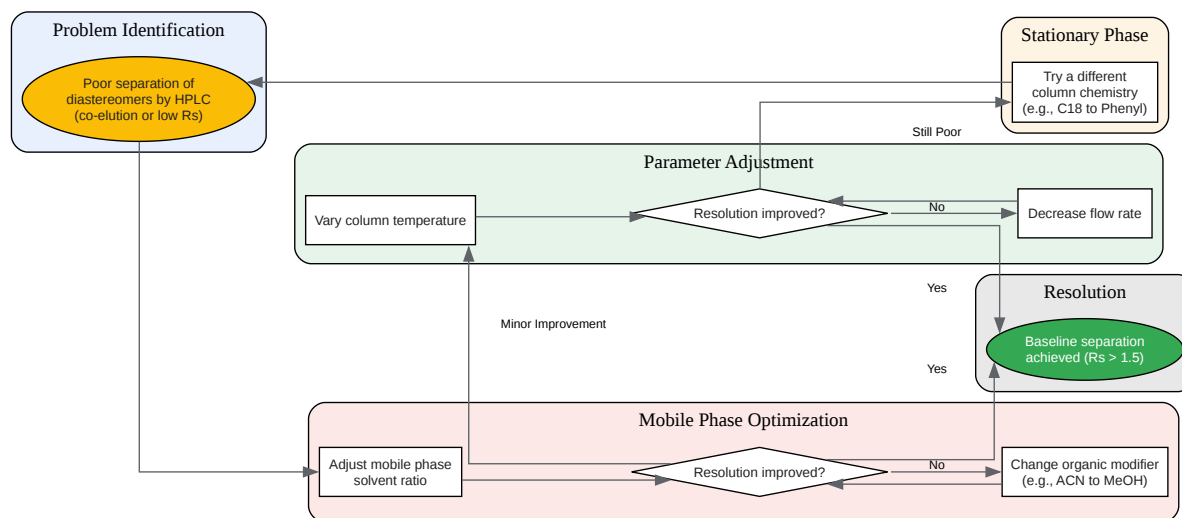 Problem Identification
Poor separation of
diastereomers by HPLC
(co-elution or low Rs)
Stationary Phase
Try a different
column chemistry
(e.g., C18 to Phenyl)
Still Poor
Parameter Adjustment
Vary column temperature
Resolution improved?
No
Decrease flow rate
Yes
Minor Improvement
Resolution
Baseline separation
achieved (Rs > 1.5)
Yes
Mobile Phase Optimization
Adjust mobile phase
solvent ratio
Resolution improved?
No
Change organic modifier
(e.g., ACN to MeOH)